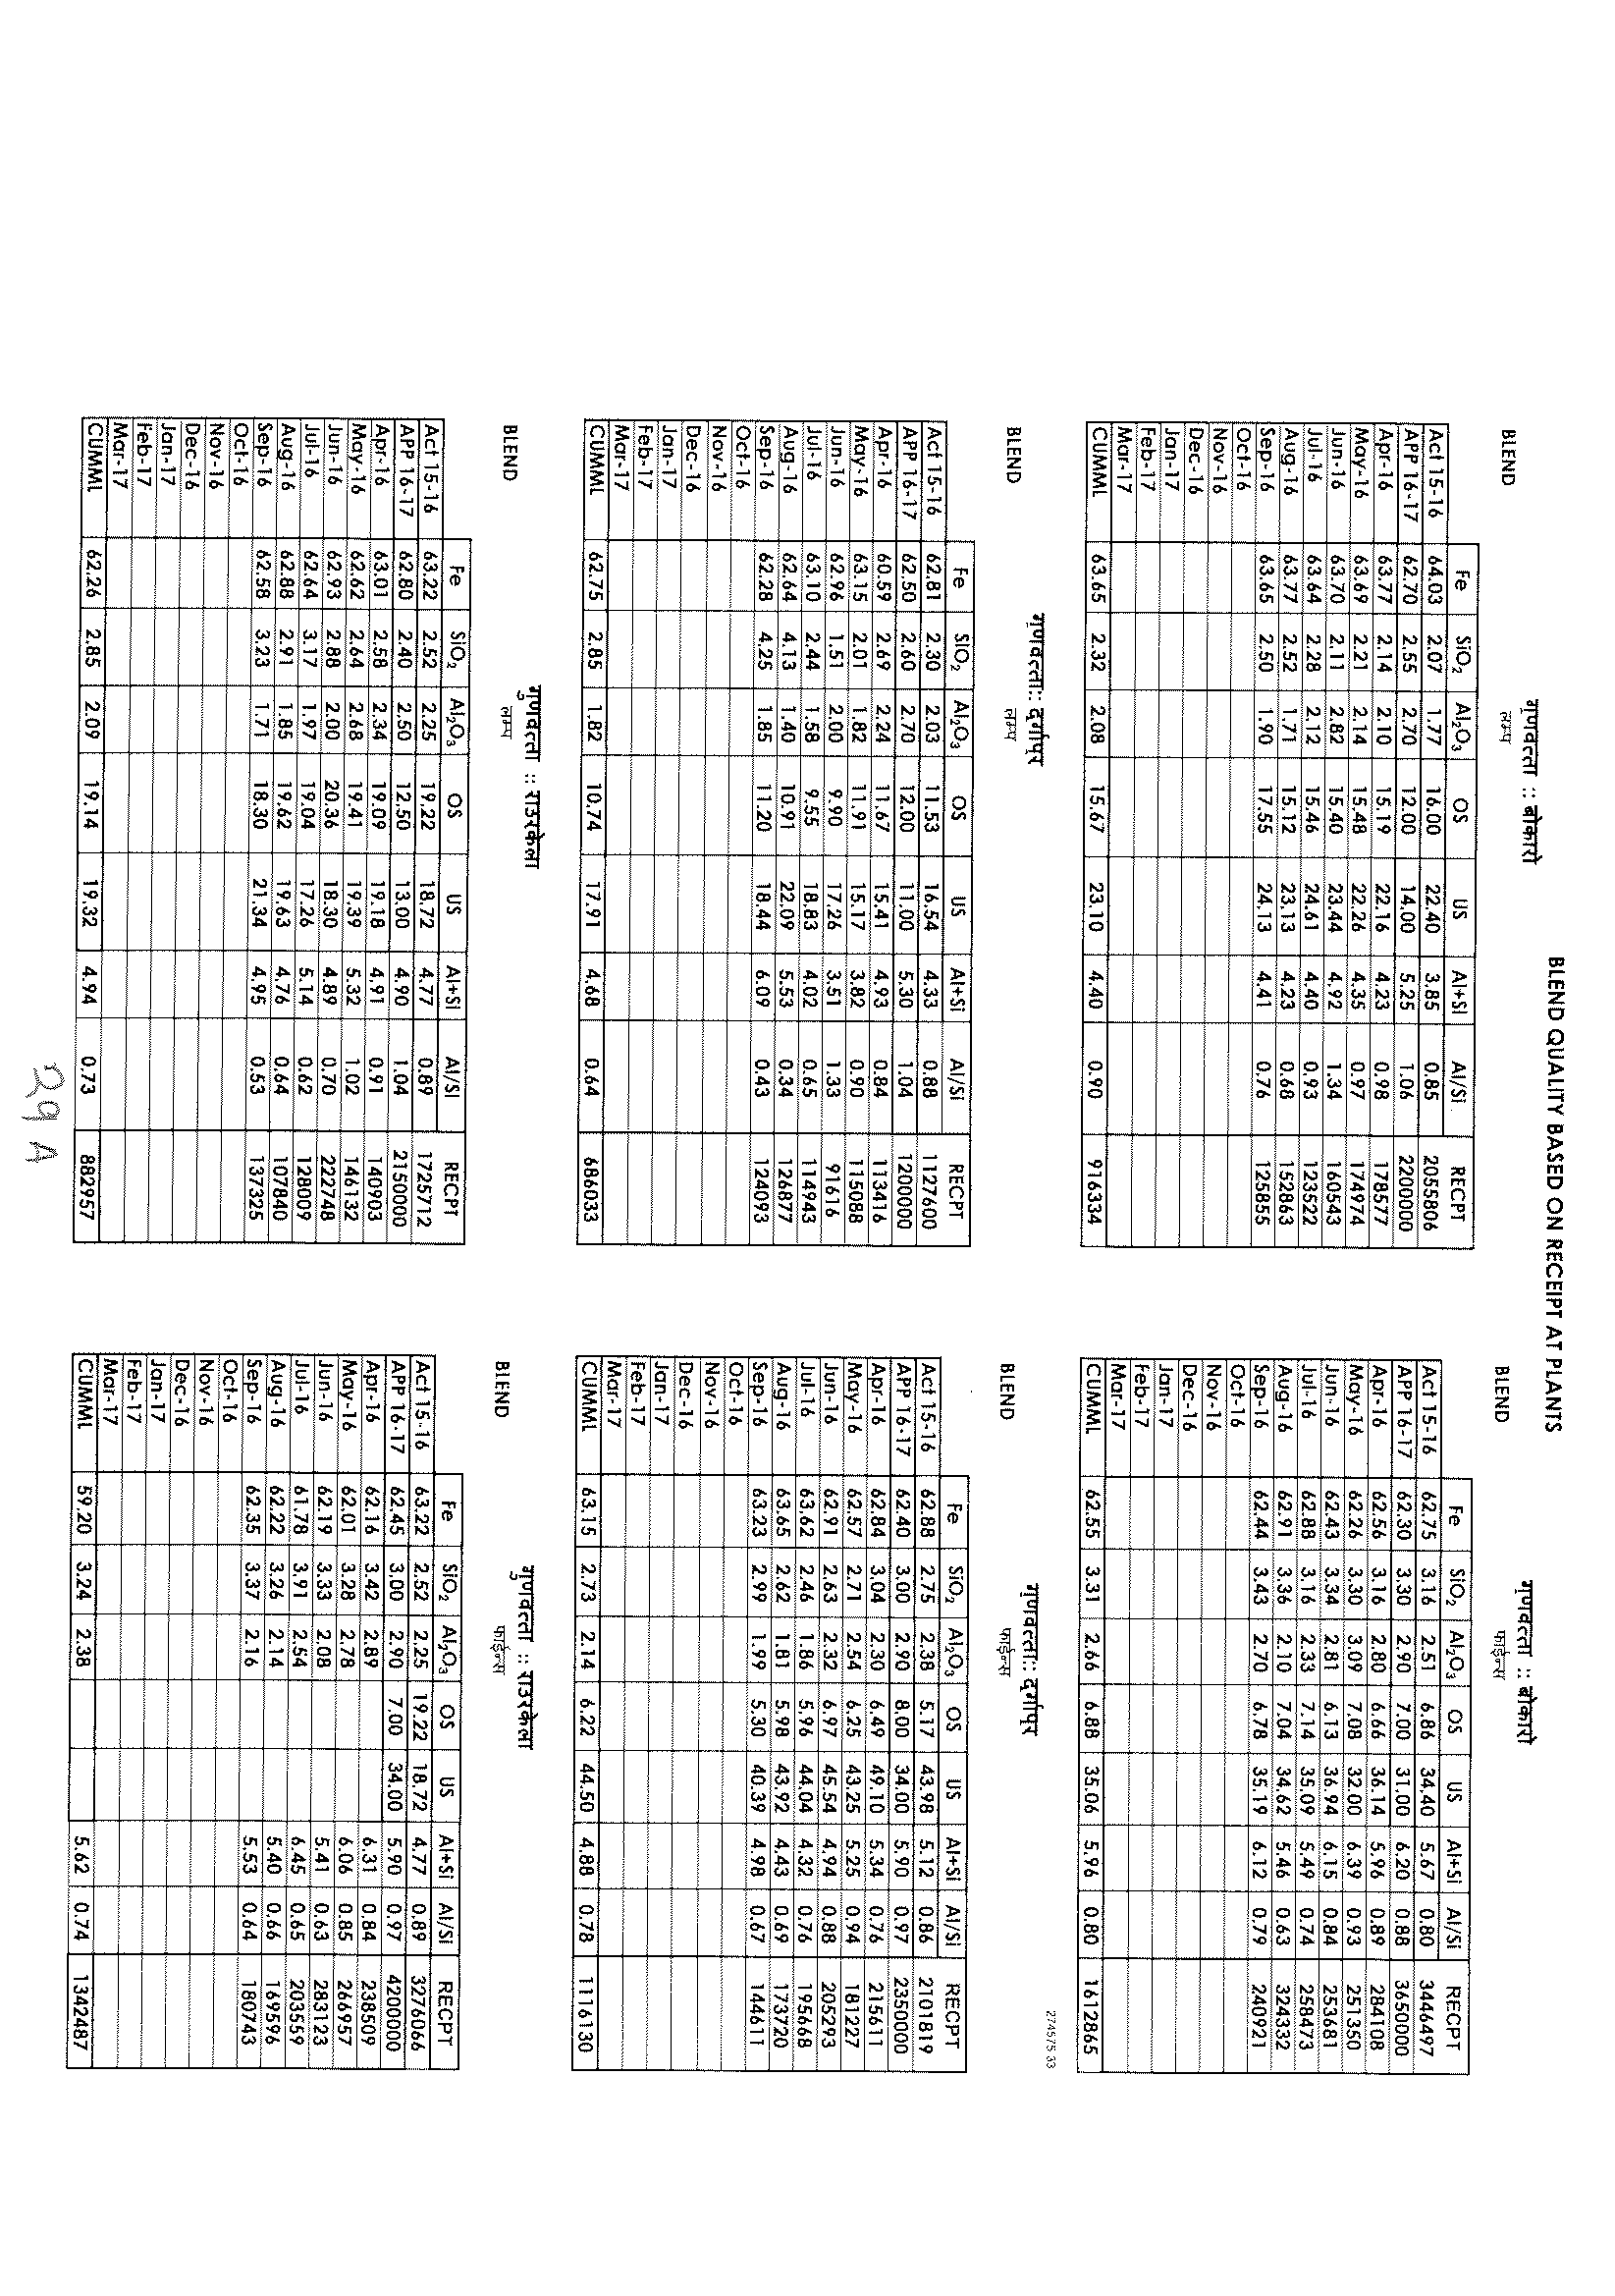 BLEND QUALITY BASED ON RECEIPT AT PLANTS
गुणवत्ता :: बोकारो
BLEND लम्प
Fe SiO2 Al2O3 OS US Al+Si Al/Si RECPT
Act 15-16 64.03 2.07 1.77 16.00 22.40 3.85 0.85 2055806
APP 16-17 62.70 2.55 2.70 12.00 14.00 5.25 1.06 2200000
Apr-16 63.77 2.14 2.10 15.19 22.16 4.23 0.98 178577
May-16 63.69 2.21 2.14 15.48 22.26 4.35 0.97 174974
Jun-16 63.70 2.11 2.82 15.40 23.44 4.92 1.34 160543
Jul-16 63.64 2.28 2.12 15.46 24.61 4.40 0.93 123522
Aug-16 63.77 2.52 1.71 15.12 23.13 4.23 0.68 152863
Sep-16 63.65 2.50 1.90 17.55 24.13 4.41 0.76 125855
Oct-16
Nov-16
Dec-16
Jan-17
Feb-17
Mar-17
CUMML 63.65 2.32 2.08 15.67 23.10 4.40 0.90 916334
गुणवत्ता :: बोकारो
BLEND फाईन्स
Fe SiO2 Al2O3 OS US Al+Si Al/Si RECPT
Act 15-16 62.75 3.16 2.51 6.86 34.40 5.67 0.80 3446497
APP 16-17 62.30 3.30 2.90 7.00 31.00 6.20 0.88 3650000
Apr-16 62.56 3.16 2.80 6.66 36.14 5.96 0.89 284108
May-16 62.26 3.30 3.09 7.08 32.00 6.39 0.93 251350
Jun-16 62.43 3.34 2.81 6.13 36.94 6.15 0.84 253681
Jul-16 62.88 3.16 2.33 7.14 35.09 5.49 0.74 258473
Aug-16 62.91 3.36 2.10 7.04 34.62 5.46 0.63 324332
Sep-16 62.44 3.43 2.70 6.78 35.19 6.12 0.79 240921
Oct-16
Nov-16
Dec-16
Jan-17
Feb-17
Mar-17
CUMML 62.55 3.31 2.66 6.88 35.06 5.96 0.80 1612865
274575.33
गुणवत्ता:: दुर्गापुर
BLEND लम्प
Fe SiO2 Al2O3 OS US Al+Si Al/Si RECPT
Act 15-16 62.81 2.30 2.03 11.53 16.54 4.33 0.88 1127600
APP 16-17 62.50 2.60 2.70 12.00 11.00 5.30 1.04 1200000
Apr-16 60.59 2.69 2.24 11.67 15.41 4.93 0.84 113416
May-16 63.15 2.01 1.82 11.91 15.17 3.82 0.90 115088
Jun-16 62.96 1.51 2.00 9.90 17.26 3.51 1.33 91616
Jul-16 63.10 2.44 1.58 9.55 18.83 4.02 0.65 114943
Aug-16 62.64 4.13 1.40 10.91 22.09 5.53 0.34 126877
Sep-16 62.28 4.25 1.85 11.20 18.44 6.09 0.43 124093
Oct-16
Nov-16
Dec-16
Jan-17
Feb-17
Mar-17
CUMML 62.75 2.85 1.82 10.74 17.91 4.68 0.64 686033
गुणवत्ता:: दुर्गापुर
BLEND फाईन्स
Fe SiO2 Al2O3 OS US Al+Si Al/Si RECPT
Act 15-16 62.88 2.75 2.38 5.17 43.98 5.12 0.86 2101819
APP 16-17 62.40 3.00 2.90 8.00 34.00 5.90 0.97 2350000
Apr-16 62.84 3.04 2.30 6.49 49.10 5.34 0.76 215611
May-16 62.57 2.71 2.54 6.25 43.25 5.25 0.94 181227
Jun-16 62.91 2.63 2.32 6.97 45.54 4.94 0.88 205293
Jul-16 63.62 2.46 1.86 5.96 44.04 4.32 0.76 195668
Aug-16 63.65 2.62 1.81 5.98 43.92 4.43 0.69 173720
Sep-16 63.23 2.99 1.99 5.30 40.39 4.98 0.67 144611
Oct-16
Nov-16
Dec-16
Jan-17
Feb-17
Mar-17
CUMML 63.15 2.73 2.14 6.22 44.50 4.88 0.78 1116130
गुणवत्ता :: राउरकेला
BLEND लम्प
Fe SiO2 Al2O3 OS US Al+Si Al/Si RECPT
Act 15-16 63.22 2.52 2.25 19.22 18.72 4.77 0.89 1725712
APP 16-17 62.80 2.40 2.50 12.50 13.00 4.90 1.04 2150000
Apr-16 63.01 2.58 2.34 19.09 19.18 4.91 0.91 140903
May-16 62.62 2.64 2.68 19.41 19.39 5.32 1.02 146132
Jun-16 62.93 2.88 2.00 20.36 18.30 4.89 0.70 222748
Jul-16 62.64 3.17 1.97 19.04 17.26 5.14 0.62 128009
Aug-16 62.88 2.91 1.85 19.62 19.63 4.76 0.64 107840
Sep-16 62.58 3.23 1.71 18.30 21.34 4.95 0.53 137325
Oct-16
Nov-16
Dec-16
Jan-17
Feb-17
Mar-17
CUMML 62.26 2.85 2.09 19.14 19.32 4.94 0.73 882957
गुणवत्ता :: राउरकेला
BLEND फाईन्स
Fe SiO2 Al2O3 OS US Al+Si Al/Si RECPT
Act 15-16 63.22 2.52 2.25 19.22 18.72 4.77 0.89 3276066
APP 16-17 62.45 3.00 2.90 7.00 34.00 5.90 0.97 4200000
Apr-16 62.16 3.42 2.89 6.31 0.84 238509
May-16 62.01 3.28 2.78 6.06 0.85 266957
Jun-16 62.19 3.33 2.08 5.41 0.63 283123
Jul-16 61.78 3.91 2.54 6.45 0.65 203559
Aug-16 62.22 3.26 2.14 5.40 0.66 169596
Sep-16 62.35 3.37 2.16 5.53 0.64 180743
Oct-16
Nov-16
Dec-16
Jan-17
Feb-17
Mar-17
CUMML 59.20 3.24 2.38 5.62 0.74 1342487
29 A